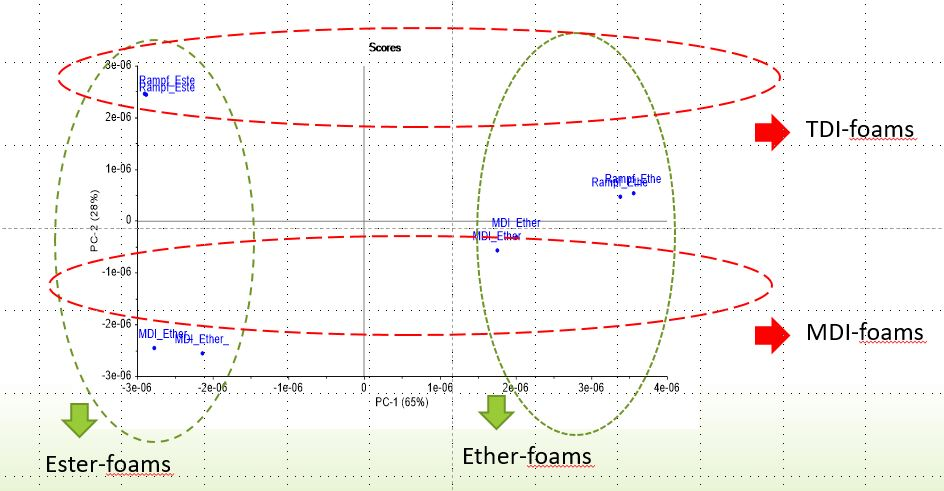 Scores
3e-06
Rampf_Este
Rampf_Este
2e-06
TDI-foams
1e-06
Rampf_Ethe
Rampf_Ethe
PC-2 (28%)
0
MDI_Ether
MDI_Ether
-1e-06
-2e-06
MDI_Ether_
MDI_Ether_
MDI-foams
-3e-06
-3e-06 -2e-06 -1e-06 0 1e-06 2e-06 3e-06 4e-06
PC-1 (65%)
Ester-foams
Ether-foams